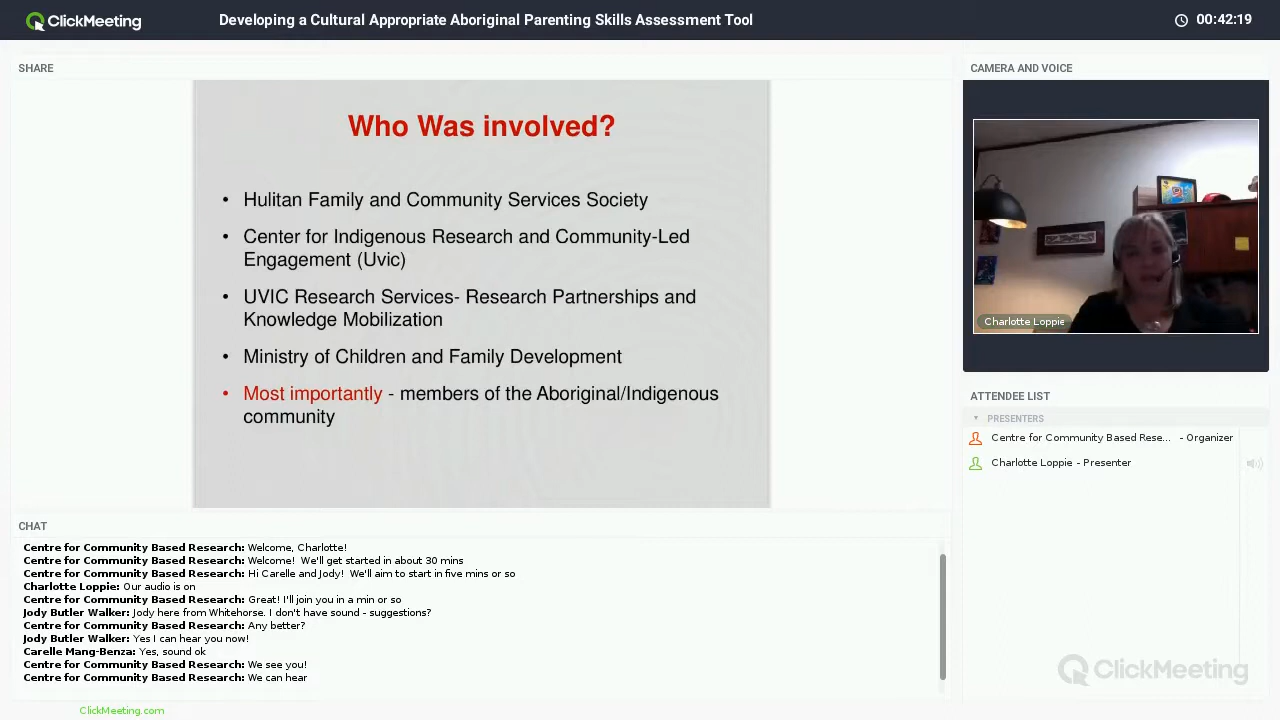 ClickMeeting
Developing a Cultural Appropriate Aboriginal Parenting Skills Assessment Tool
00:42:19
SHARE
Who Was involved?
• Hulitan Family and Community Services Society
• Center for Indigenous Research and Community-Led
Engagement (Uvic)
• UVIC Research Services- Research Partnerships and
Knowledge Mobilization
• Ministry of Children and Family Development
• Most importantly - members of the Aboriginal/Indigenous
community
CAMERA AND VOICE
Charlotte Loppie
ATTENDEE LIST
PRESENTERS
Centre for Community Based Rese... - Organizer
Charlotte Loppie - Presenter
CHAT
Centre for Community Based Research: Welcome, Charlotte!
Centre for Community Based Research: Welcome! We'll get started in about 30 mins
Centre for Community Based Research: Hi Carelle and Jody! We'll aim to start in five mins or so
Charlotte Loppie: Our audio is on
Centre for Community Based Research: Great! I'll join you in a min or so
Jody Butler Walker: Jody here from Whitehorse. I don't have sound - suggestions?
Centre for Community Based Research: Any better?
Jody Butler Walker: Yes I can hear you now!
Carelle Mang-Benza: Yes, sound ok
Centre for Community Based Research: We see you!
Centre for Community Based Research: We can hear
ClickMeeting
ClickMeeting.com